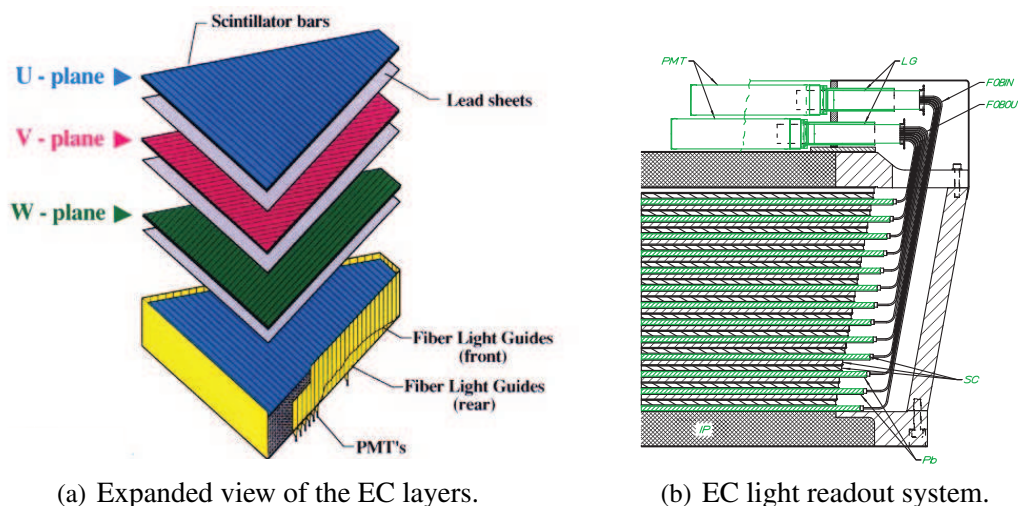 Scintillator bars
U - plane
Lead sheets
V - plane
W - plane
Fiber Light Guides
(front)
Fiber Light Guides
(rear)
PMT's
(a) Expanded view of the EC layers.
PMT
LG
FOBIN
FOBOU
SC
IP
Pb
(b) EC light readout system.